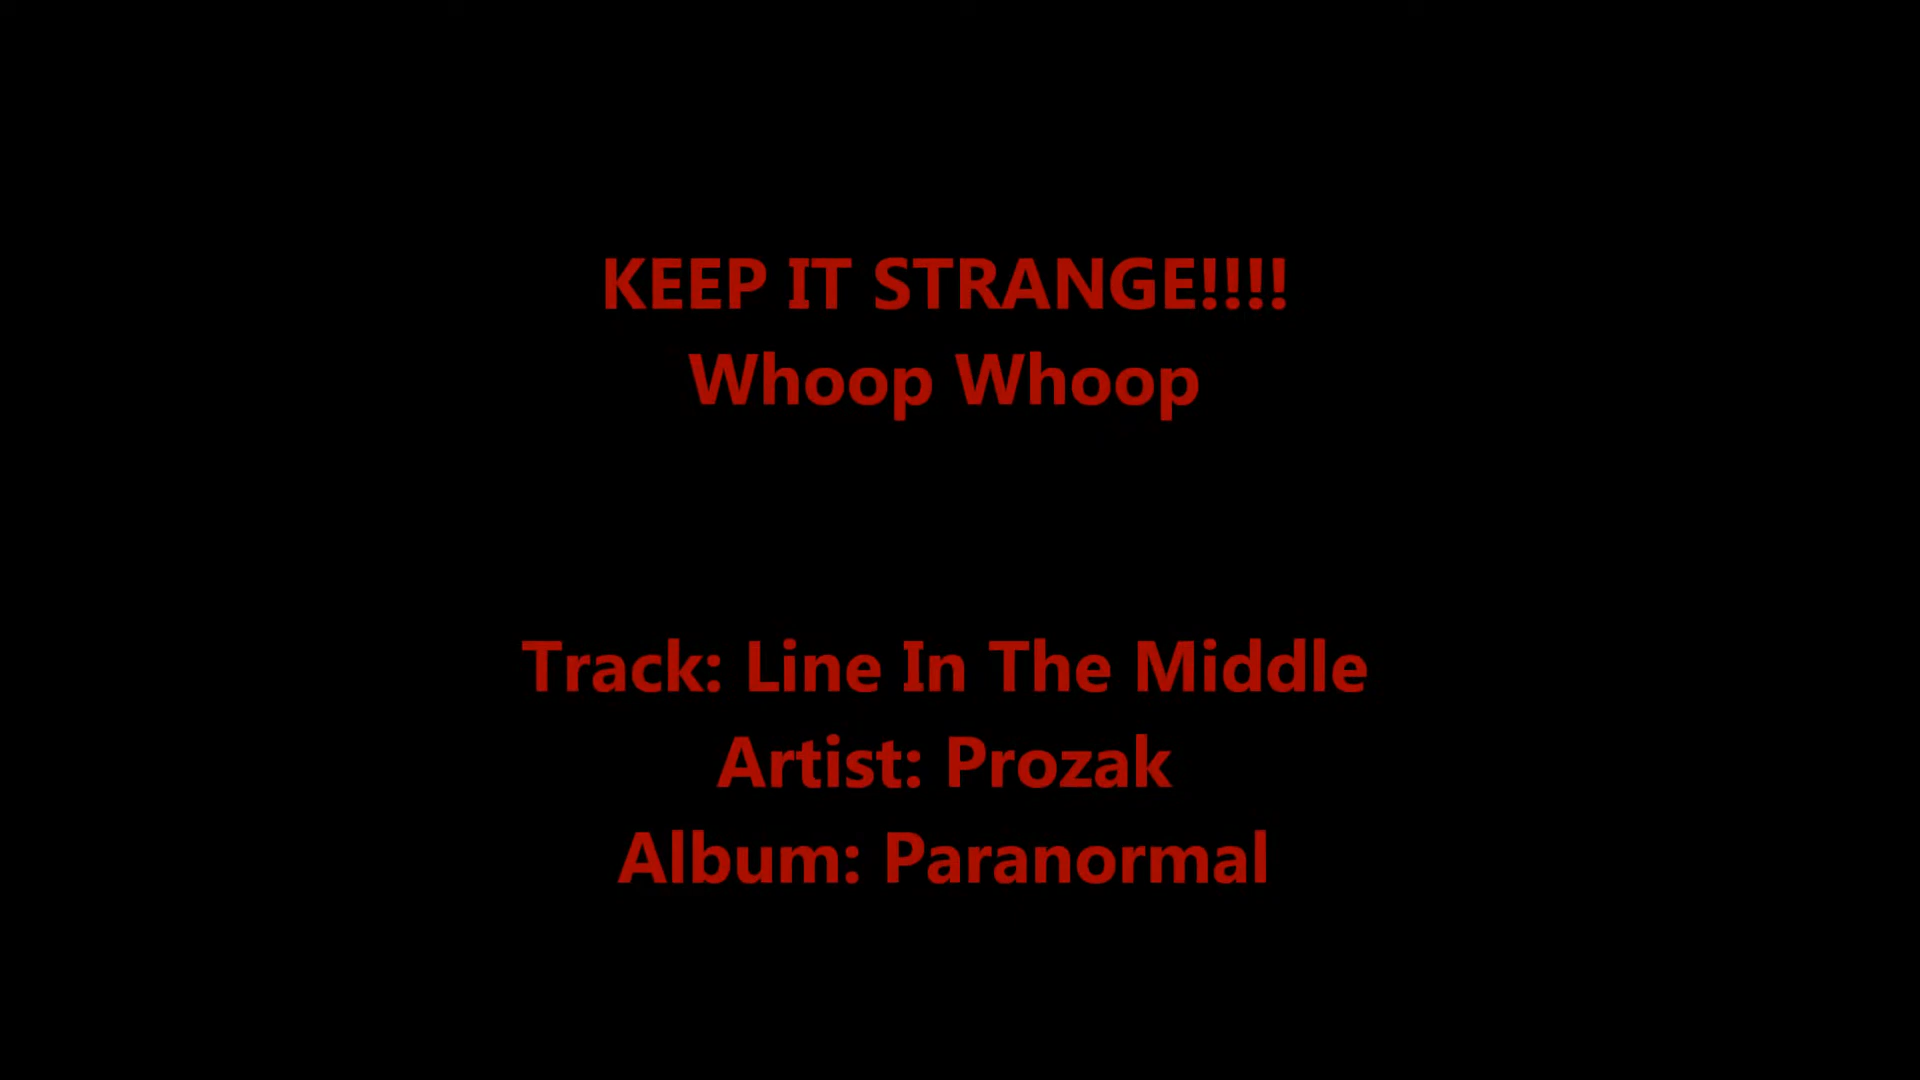 KEEP IT STRANGE!!!!
Whoop Whoop
Track: Line In The Middle
Artist: Prozak
Album: Paranormal